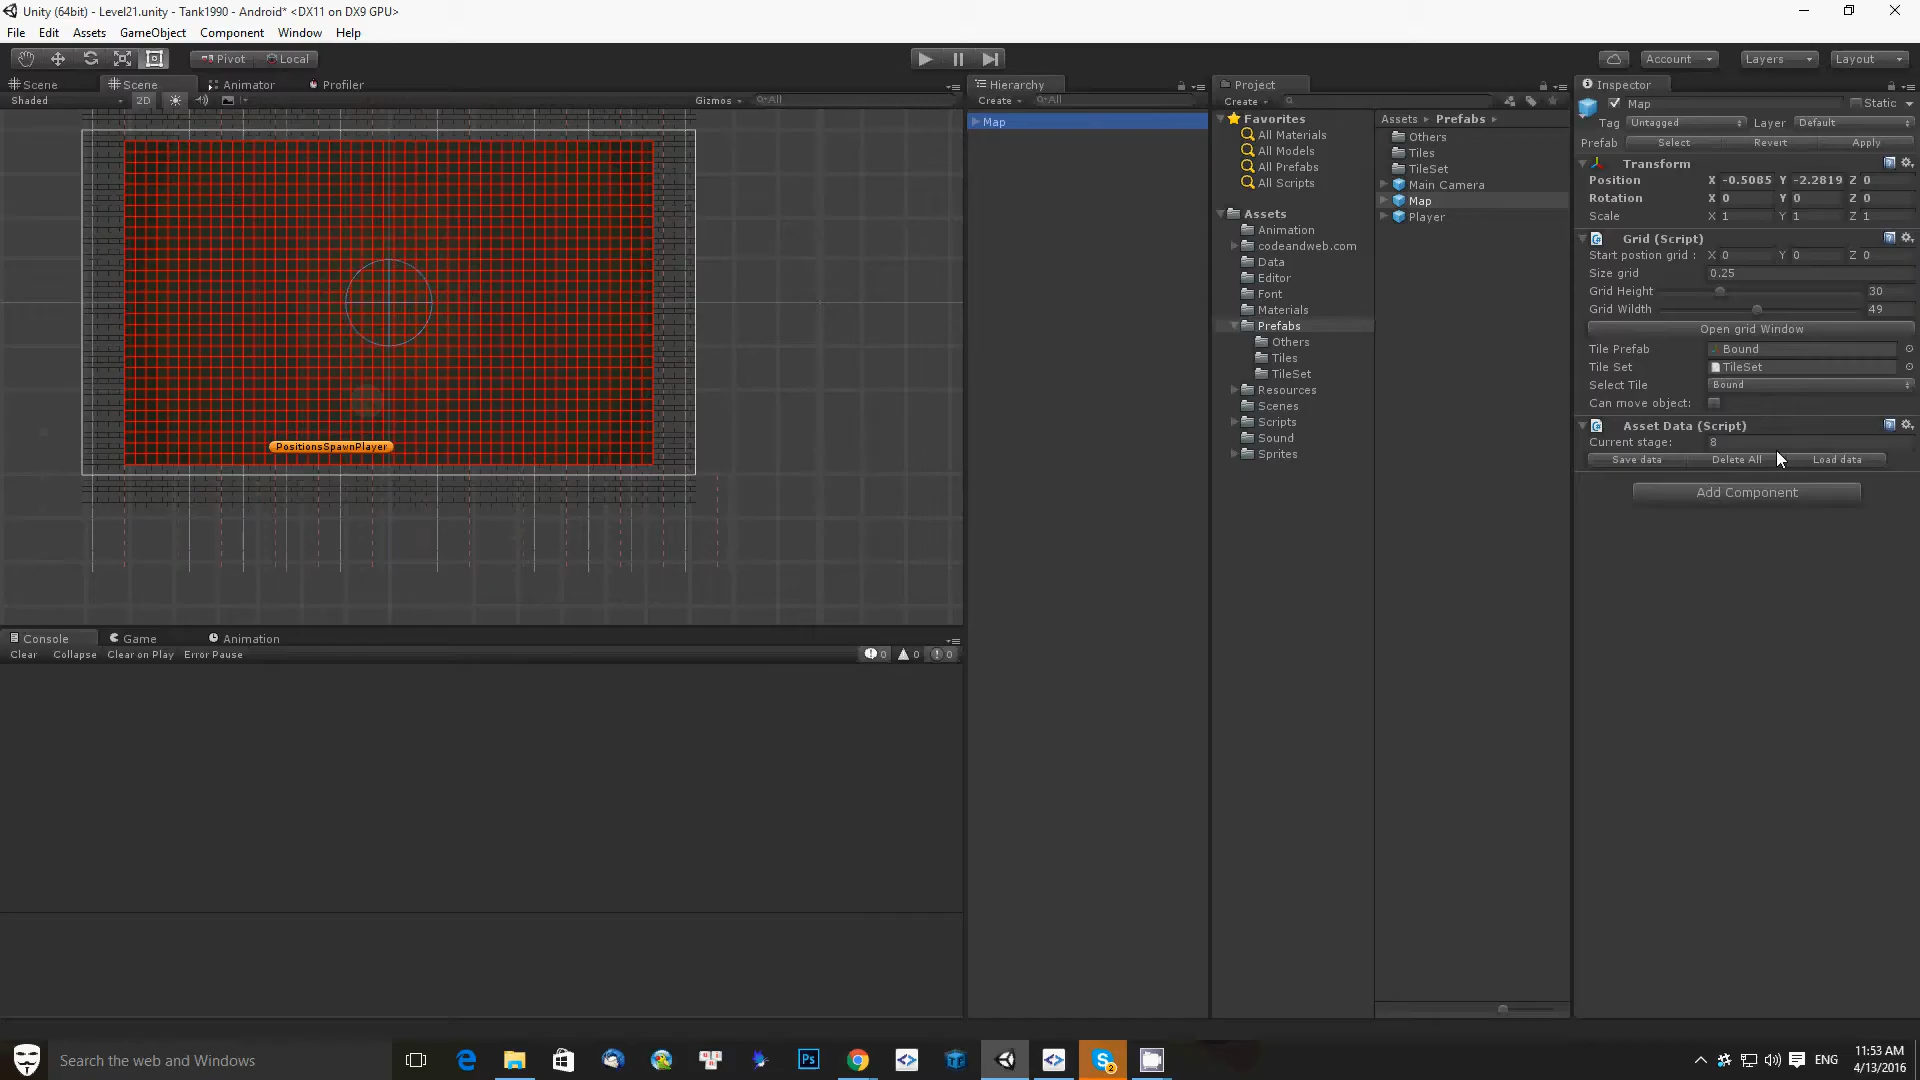 Unity (64bit) - Level21.unity - Tank1990 - Android* <DX11 on DX9 GPU>
File Edit Assets GameObject Component Window Help
Pivot Local Account Layers Layout
Scene Scene Animator Profiler
Shaded 2D Gizmos All
PositionsSpawnPlayer
Console Game Animation
Clear Collapse Clear on Play Error Pause 0 0 0
Hierarchy
Create All
Map
Project
Create
Favorites
All Materials
All Models
All Prefabs
All Scripts
Assets
Animation
codeandweb.com
Data
Editor
Font
Materials
Prefabs
Others
Tiles
TileSet
Resources
Scenes
Scripts
Sound
Sprites
Assets Prefabs
Others
Tiles
TileSet
Main Camera
Map
Player
Inspector
Map Static
Tag Untagged Layer Default
Prefab Select Revert Apply
Transform
Position X -0.5085 Y -2.2819 Z 0
Rotation X 0 Y 0 Z 0
Scale X 1 Y 1 Z 1
Grid (Script)
Start postion grid : X 0 Y 0 Z 0
Size grid 0.25
Grid Height 30
Grid Wildth 49
Open grid Window
Tile Prefab Bound
Tile Set TileSet
Select Tile Bound
Can move object:
Asset Data (Script)
Current stage: 8
Save data Delete All Load data
Add Component
Search the web and Windows
ENG
11:53 AM
4/13/2016